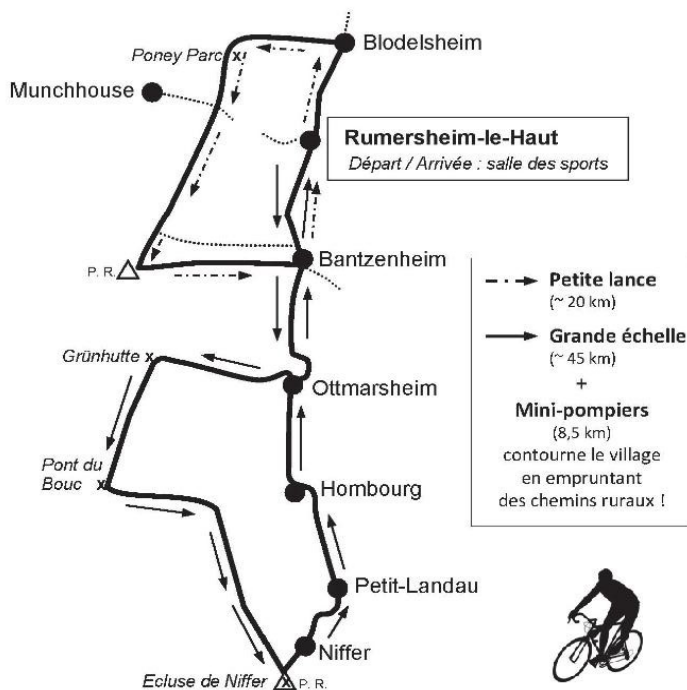 Blodelsheim
Poney Parc x
Munchhouse
Rumersheim-le-Haut
Départ / Arrivée : salle des sports
Bantzenheim
P. R.
Petite lance
(~ 20 km)
Grande échelle
(~ 45 km)
+
Mini-pompiers
(8,5 km)
contourne le village
en empruntant
des chemins ruraux !
Grünhutte x
Ottmarsheim
Pont du
Bouc x
Hombourg
Petit-Landau
Niffer
Ecluse de Niffer x P. R.